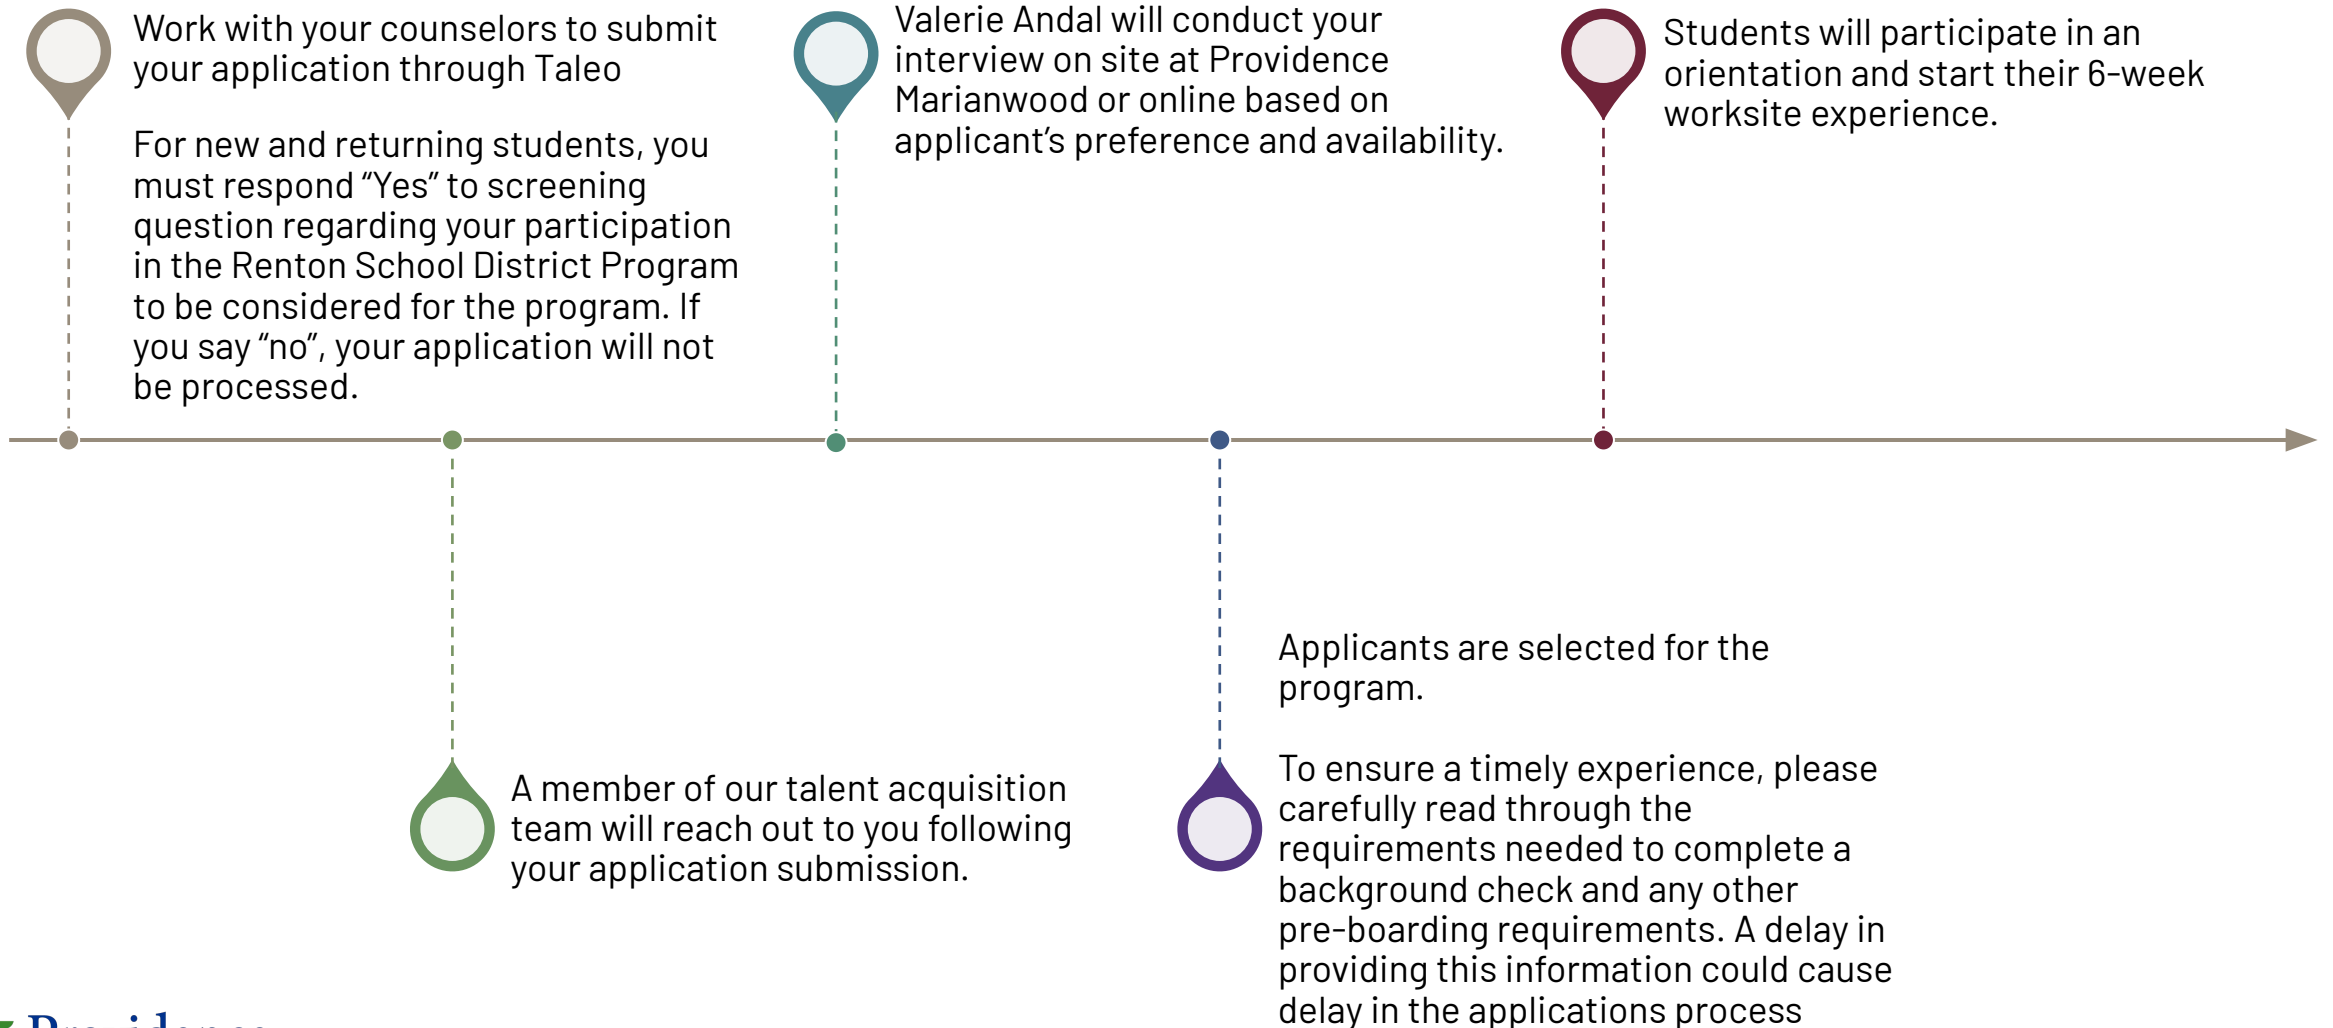 Work with your counselors to submit
your application through Taleo
For new and returning students, you
must respond “Yes” to screening
question regarding your participation
in the Renton School District Program
to be considered for the program. If
you say “no”, your application will not
be processed.
A member of our talent acquisition
team will reach out to you following
your application submission.
Valerie Andal will conduct your
interview on site at Providence
Marianwood or online based on
applicant’s preference and availability.
Applicants are selected for the
program.
To ensure a timely experience, please
carefully read through the
requirements needed to complete a
background check and any other
pre-boarding requirements. A delay in
providing this information could cause
delay in the applications process
Students will participate in an
orientation and start their 6-week
worksite experience.
Providence